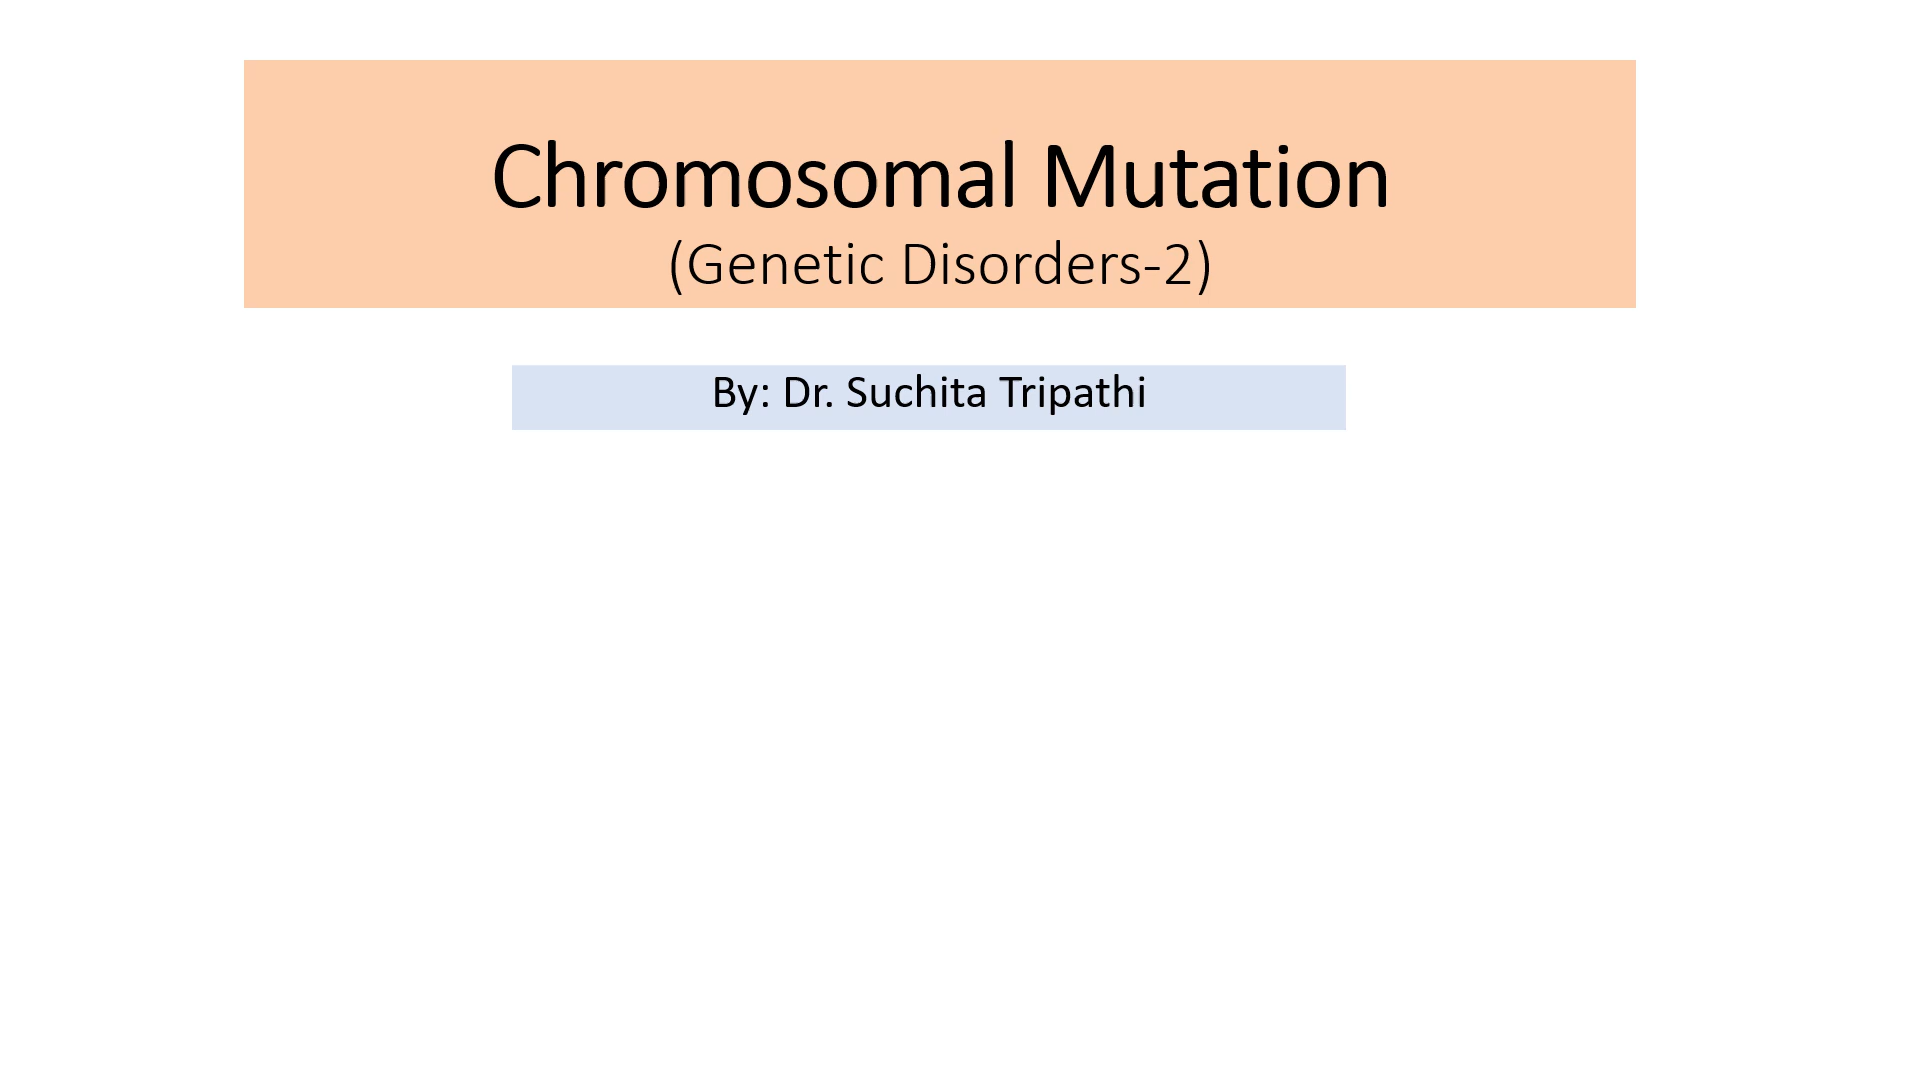 Chromosomal Mutation
(Genetic Disorders-2)
By: Dr. Suchita Tripathi